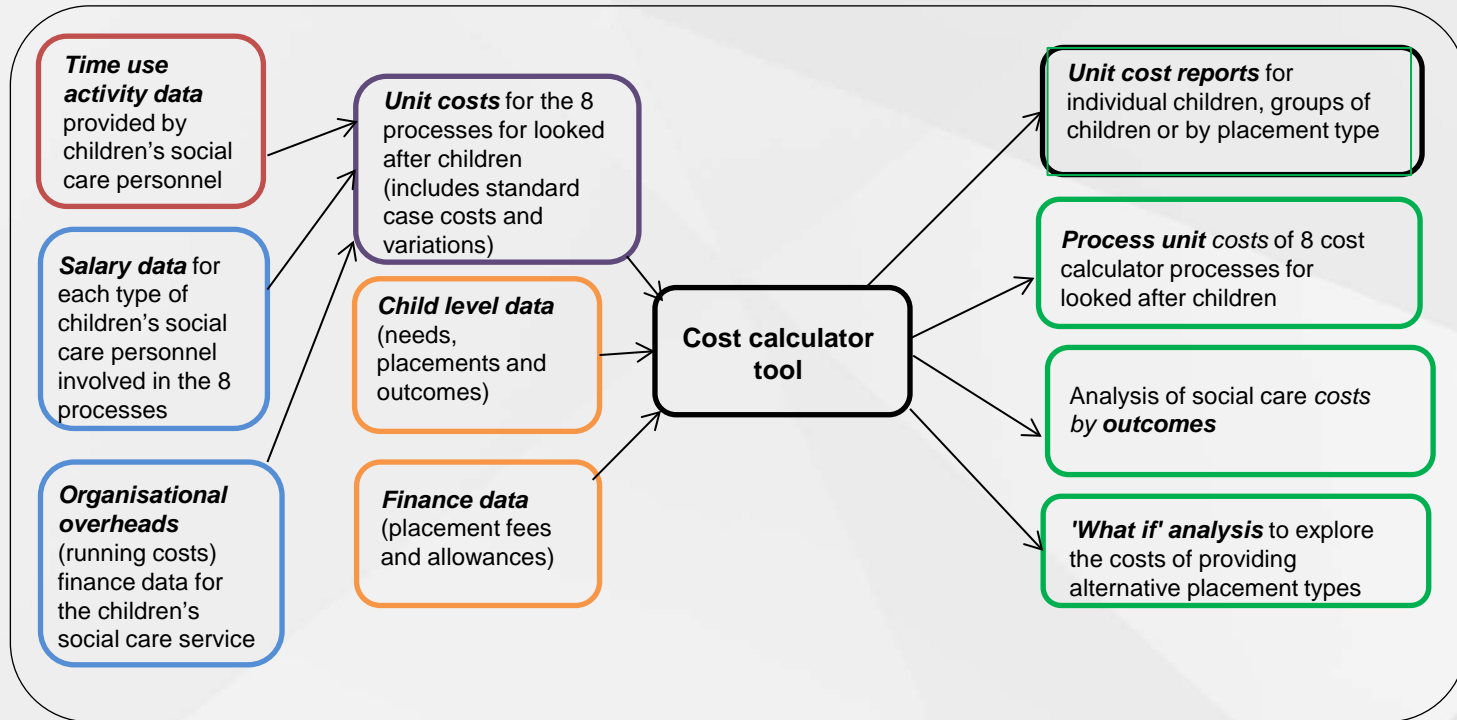 Time use
activity data
provided by
children's social
care personnel
Salary data for
each type of
children's social
care personnel
involved in the 8
processes
Organisational
overheads
(running costs)
finance data for
the children's
social care service
Unit costs for the 8
processes for looked
after children
(includes standard
case costs and
variations)
Child level data
(needs,
placements and
outcomes)
Finance data
(placement fees
and allowances)
Cost calculator
tool
Unit cost reports for
individual children, groups of
children or by placement type
Process unit costs of 8 cost
calculator processes for
looked after children
Analysis of social care costs
by outcomes
'What if' analysis to explore
the costs of providing
alternative placement types